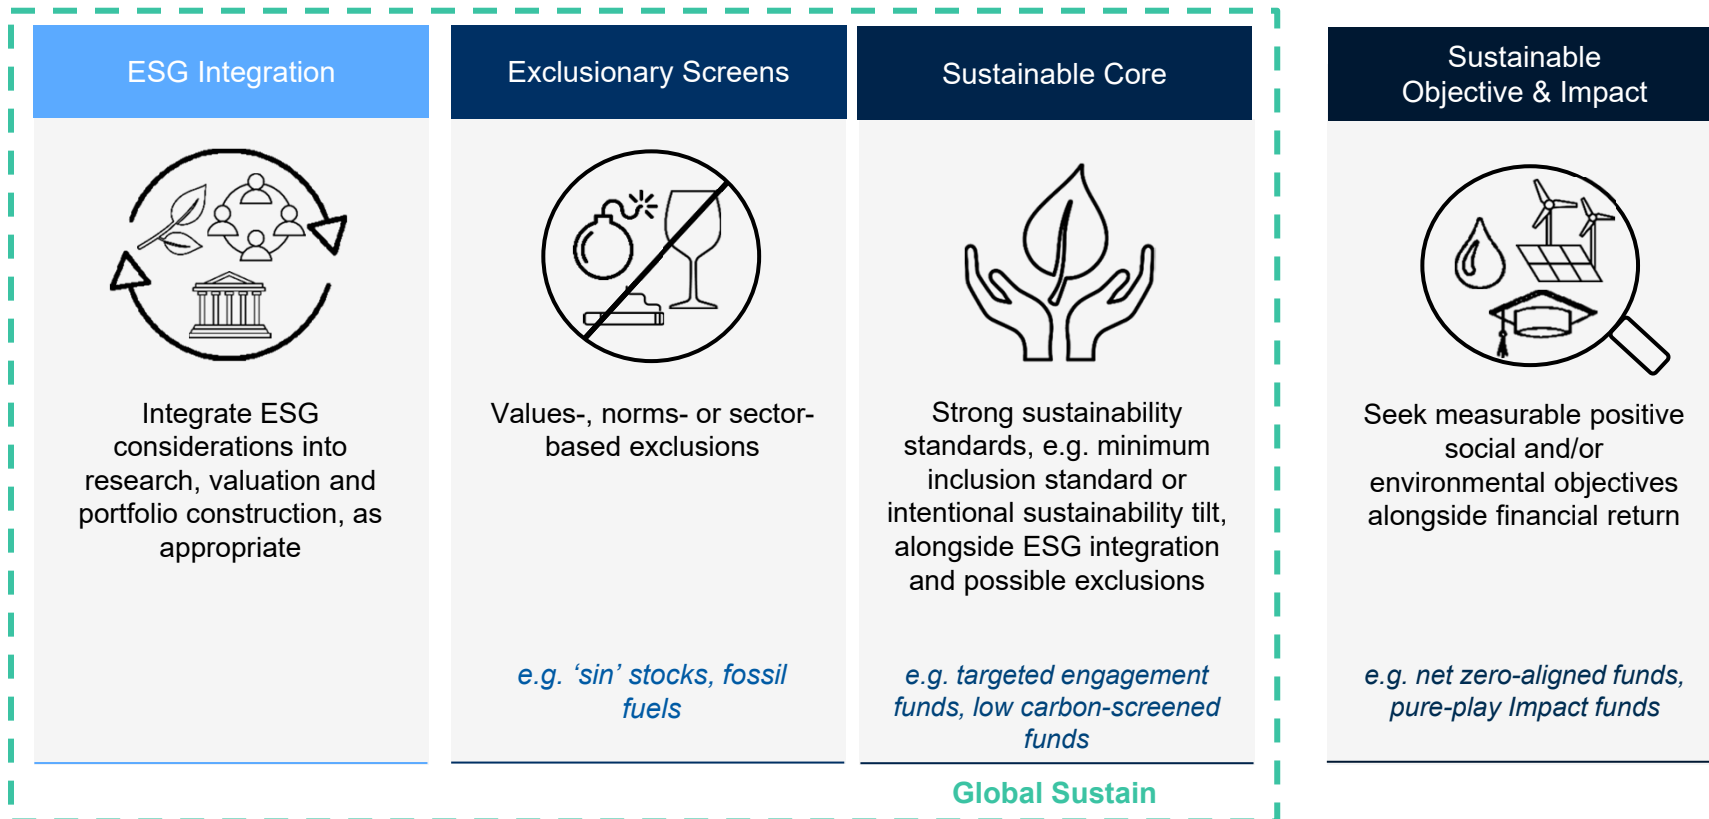 ESG Integration
Integrate ESG
considerations into
research, valuation and
portfolio construction, as
appropriate
Exclusionary Screens
Values-, norms- or sector-
based exclusions
e.g. ‘sin’ stocks, fossil
fuels
Sustainable Core
Strong sustainability
standards, e.g. minimum
inclusion standard or
intentional sustainability tilt,
alongside ESG integration
and possible exclusions
e.g. targeted engagement
funds, low carbon-screened
funds
Global Sustain
Sustainable
Objective & Impact
Seek measurable positive
social and/or
environmental objectives
alongside financial return
e.g. net zero-aligned funds,
pure-play Impact funds